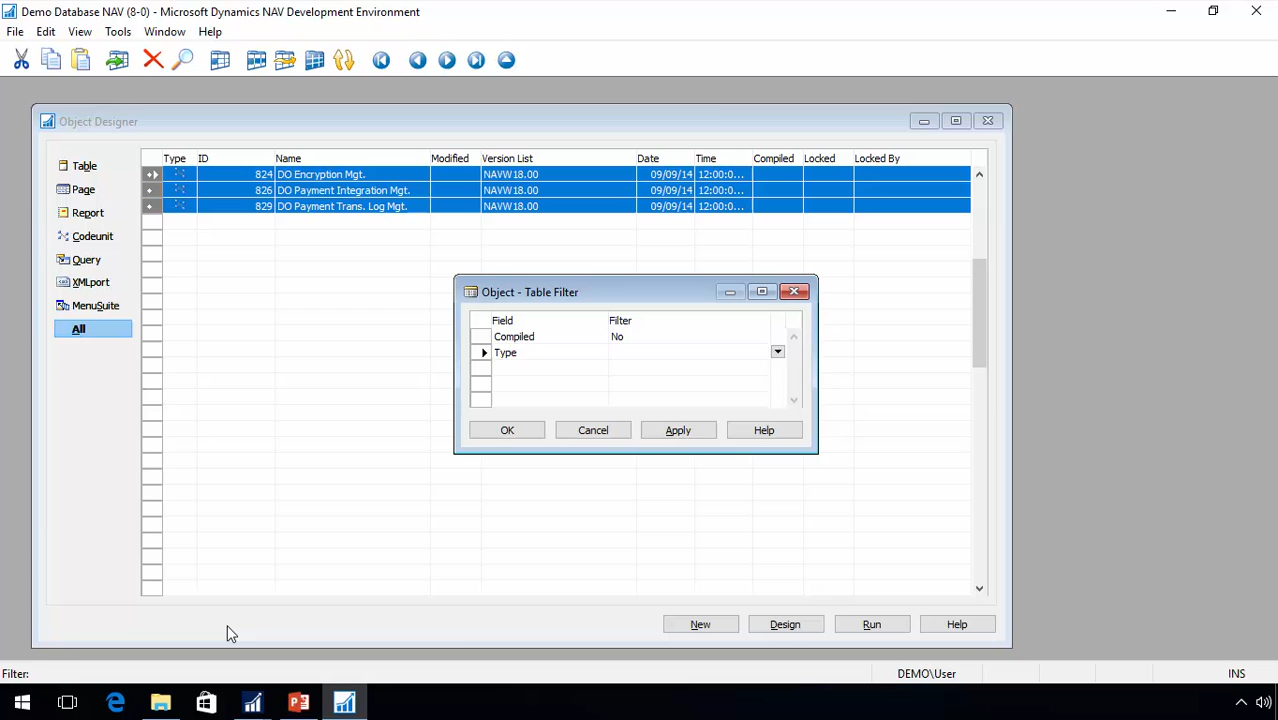 Demo Database NAV (8-0) - Microsoft Dynamics NAV Development Environment
File Edit View Tools Window Help
Object Designer
Type ID Name Modified Version List Date Time Compiled Locked Locked By
824 DO Encryption Mgt. NAVW18.00 09/09/14 12:00:0...
826 DO Payment Integration Mgt. NAVW18.00 09/09/14 12:00:0...
829 DO Payment Trans. Log Mgt. NAVW18.00 09/09/14 12:00:0...
Table
Page
Report
Codeunit
Query
XMLport
MenuSuite
All
Object - Table Filter
Field Filter
Compiled No
Type
OK Cancel Apply Help
New Design Run Help
Filter: DEMO\User INS